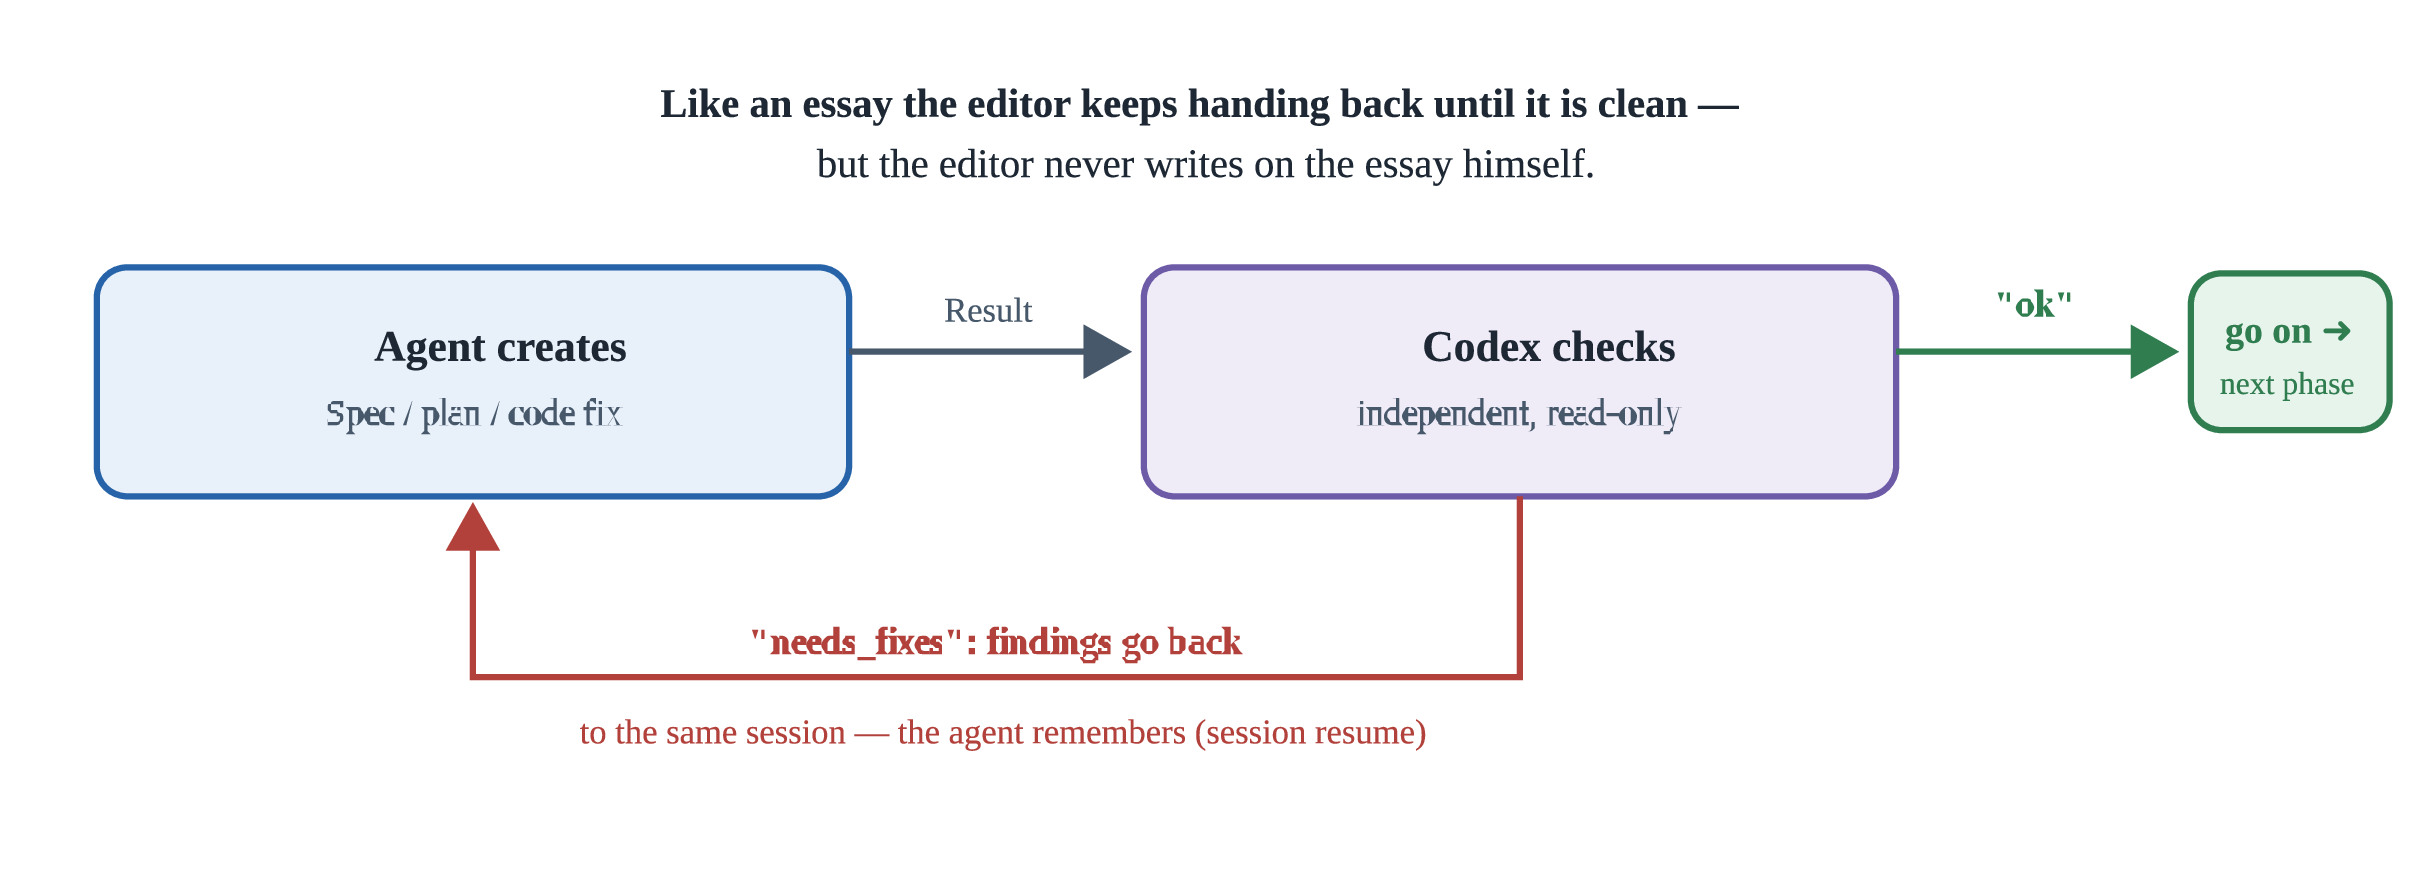 Like an essay the editor keeps handing back until it is clean —
but the editor never writes on the essay himself.
Agent creates
Spec / plan / code fix
Result
Codex checks
independent, read-only
"ok"
go on ➜
next phase
"needs_fixes": findings go back
to the same session — the agent remembers (session resume)